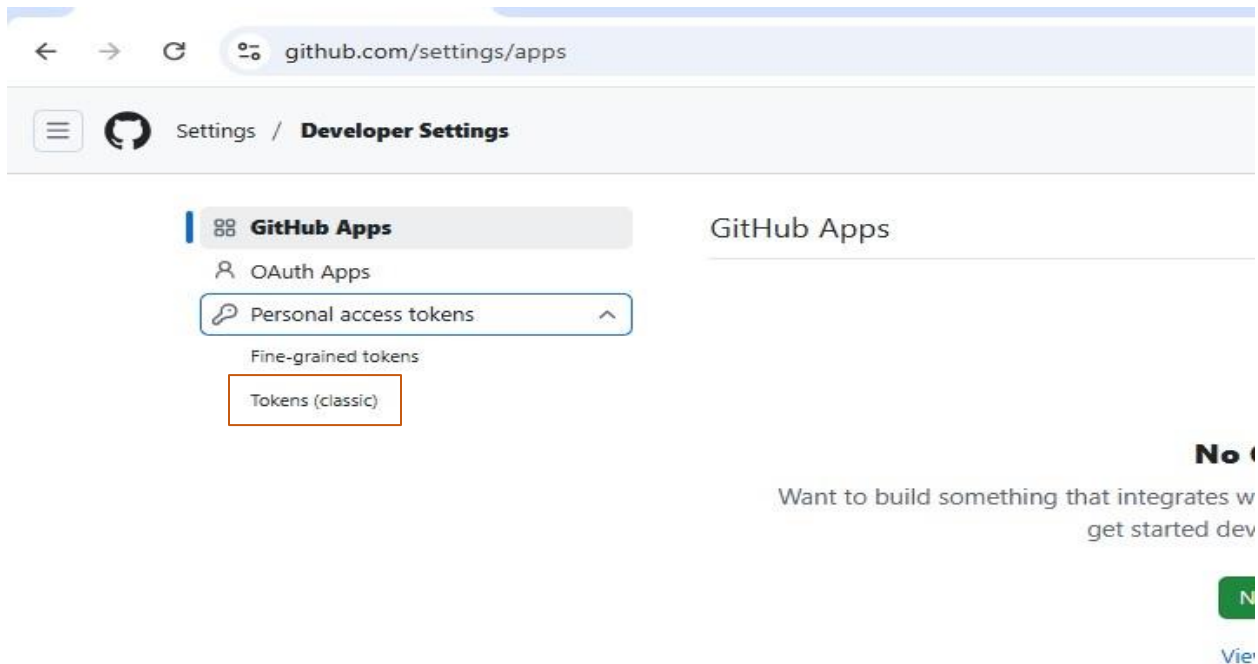 github.com/settings/apps
Settings / Developer Settings
GitHub Apps
OAuth Apps
Personal access tokens
Fine-grained tokens
Tokens (classic)
GitHub Apps
No
Want to build something that integrates
get started